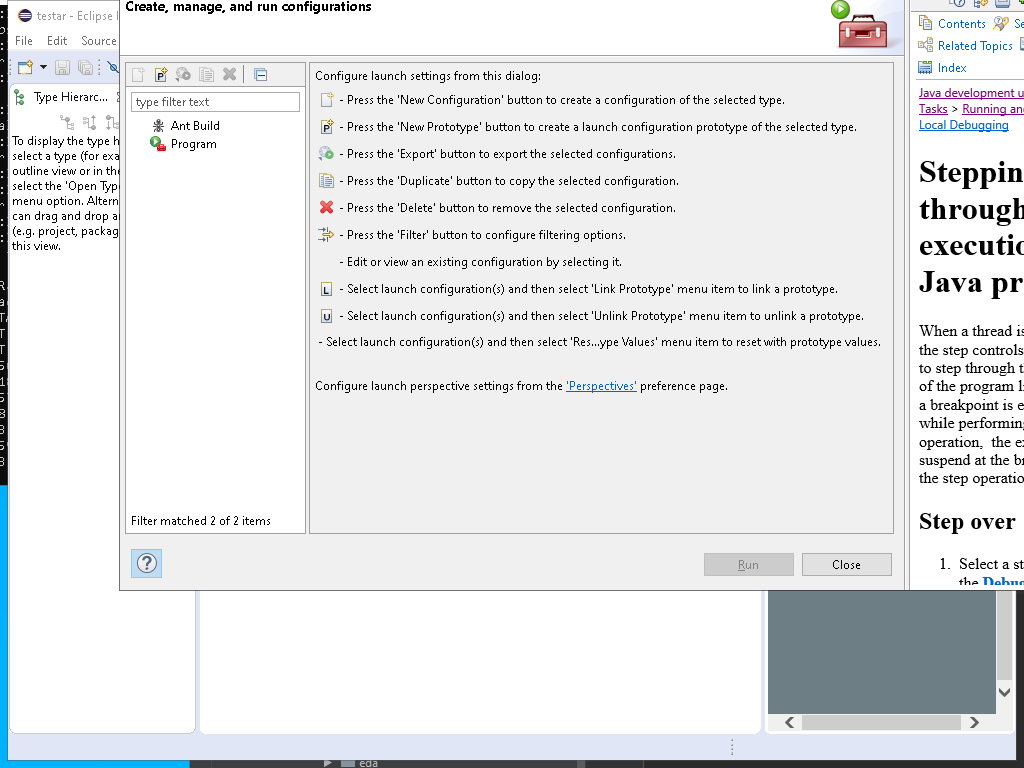 testar - Eclipse
File Edit Source
Type Hierarc...
To display the type h
select a type (for exa
outline view or in the
select the 'Open Typ
menu option. Altern
can drag and drop a
(e.g. project, packag
this view.
Create, manage, and run configurations
type filter text
Ant Build
Program
Filter matched 2 of 2 items
Configure launch settings from this dialog:
- Press the 'New Configuration' button to create a configuration of the selected type.
P - Press the 'New Prototype' button to create a launch configuration prototype of the selected type.
- Press the 'Export' button to export the selected configurations.
- Press the 'Duplicate' button to copy the selected configuration.
- Press the 'Delete' button to remove the selected configuration.
- Press the 'Filter' button to configure filtering options.
- Edit or view an existing configuration by selecting it.
L - Select launch configuration(s) and then select 'Link Prototype' menu item to link a prototype.
U - Select launch configuration(s) and then select 'Unlink Prototype' menu item to unlink a prototype.
- Select launch configuration(s) and then select 'Res...ype Values' menu item to reset with prototype values.
Configure launch perspective settings from the 'Perspectives' preference page.
?
Run Close
Contents Se
Related Topics
Index
Java development u
Tasks > Running an
Local Debugging
Steppin
through
executio
Java pr
When a thread is
the step controls
to step through t
of the program li
a breakpoint is e
while performing
operation, the ex
suspend at the br
the step operatio
Step over
1. Select a st
the Debug
eda